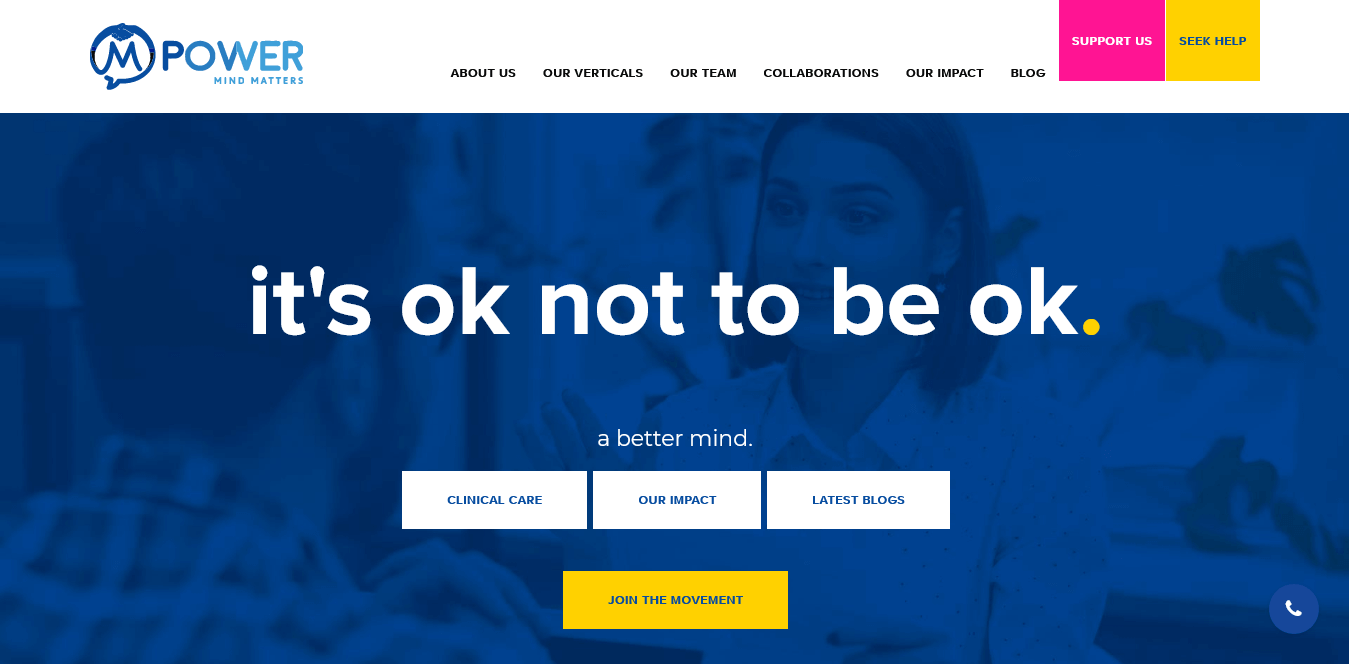 MPOWER
MIND MATTERS
ABOUT US
OUR VERTICALS
OUR TEAM
COLLABORATIONS
OUR IMPACT
BLOG
SUPPORT US
SEEK HELP
it's ok not to be ok.
a better mind.
CLINICAL CARE
OUR IMPACT
LATEST BLOGS
JOIN THE MOVEMENT